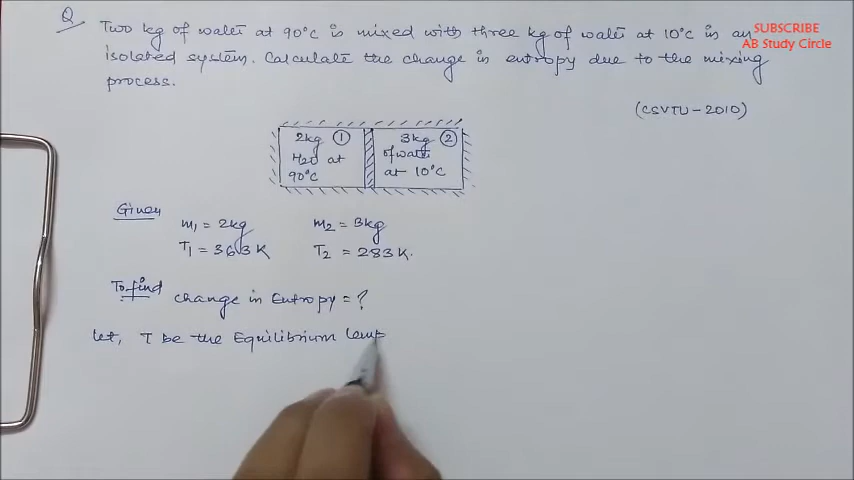 Q Two kg of water at 90°C is mixed with three kg of water at 10°C in an
isolated system. Calculate the change in entropy due to the mixing
process.
(CSVTU-2010)
SUBSCRIBE
AB Study Circle
2kg ①
H2O at
90°C
3kg ②
of water
at 10°C
Given
m1 = 2kg m2 = 3kg
T1 = 363 K T2 = 283 K.
To find change in Entropy = ?
let, T be the Equilibrium temp